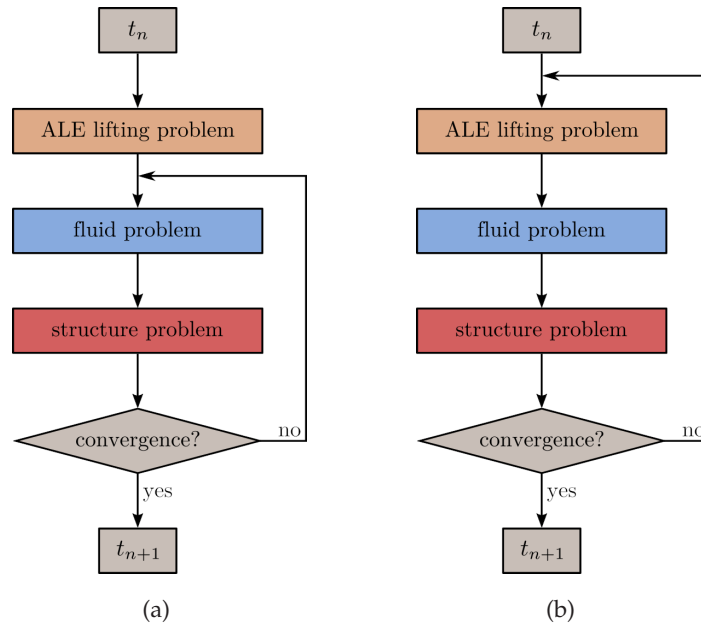 t_n
ALE lifting problem
fluid problem
structure problem
convergence?
no
yes
t_{n+1}
(a)
t_n
ALE lifting problem
fluid problem
structure problem
convergence?
no
yes
t_{n+1}
(b)